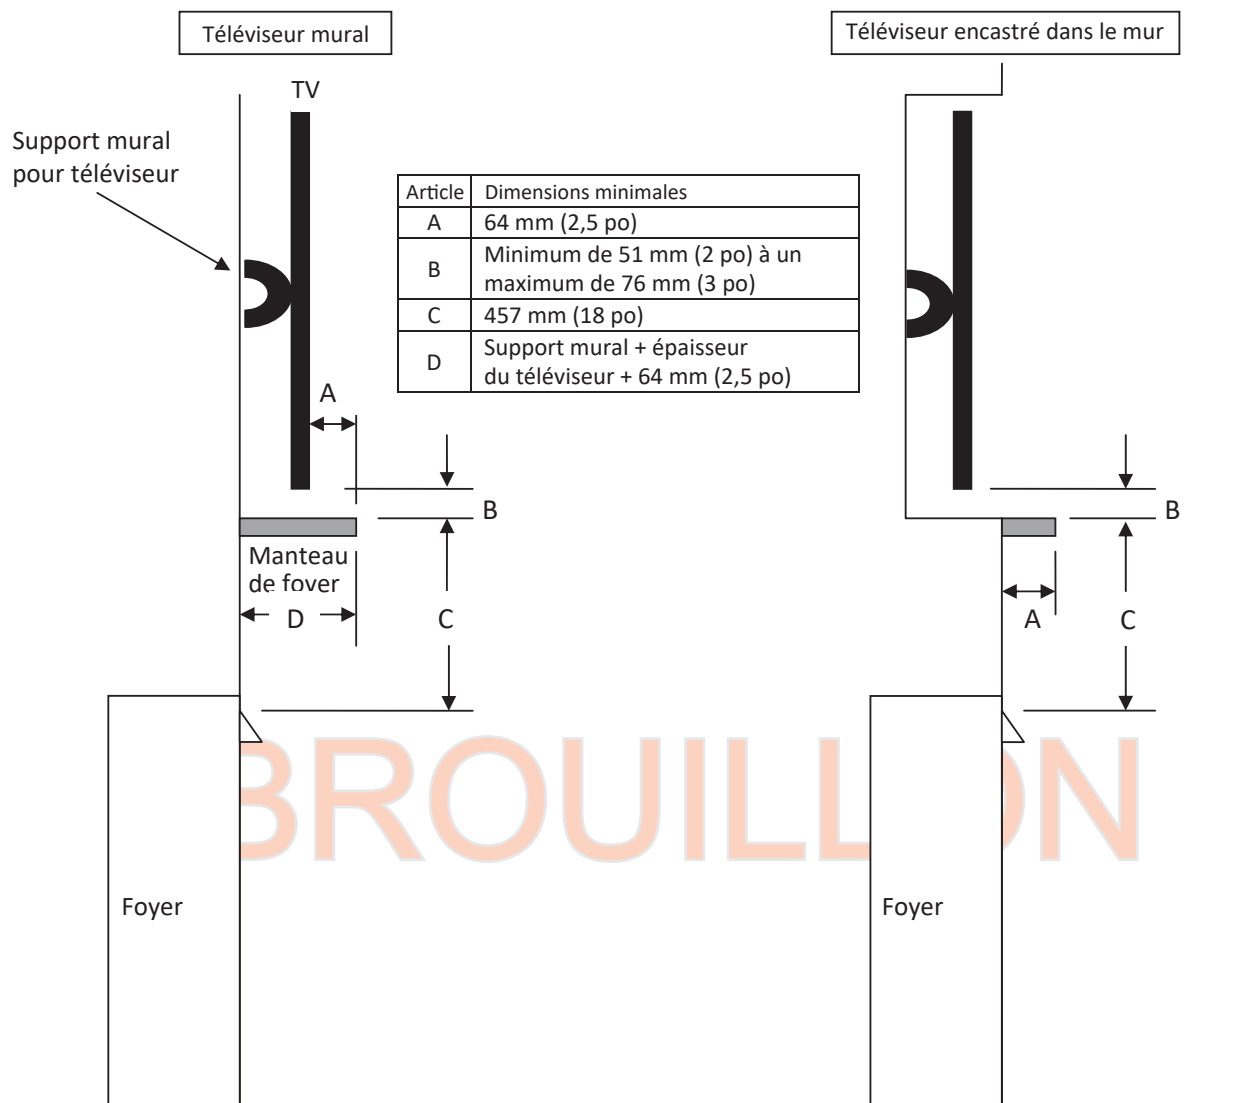 Téléviseur mural
Téléviseur encastré dans le mur
TV
Support mural
pour téléviseur
Article Dimensions minimales
A 64 mm (2,5 po)
B Minimum de 51 mm (2 po) à un
maximum de 76 mm (3 po)
C 457 mm (18 po)
D Support mural + épaisseur
du téléviseur + 64 mm (2,5 po)
A
B
B
Manteau
de foyer
D
C
A
C
BROUILLON
Foyer
Foyer